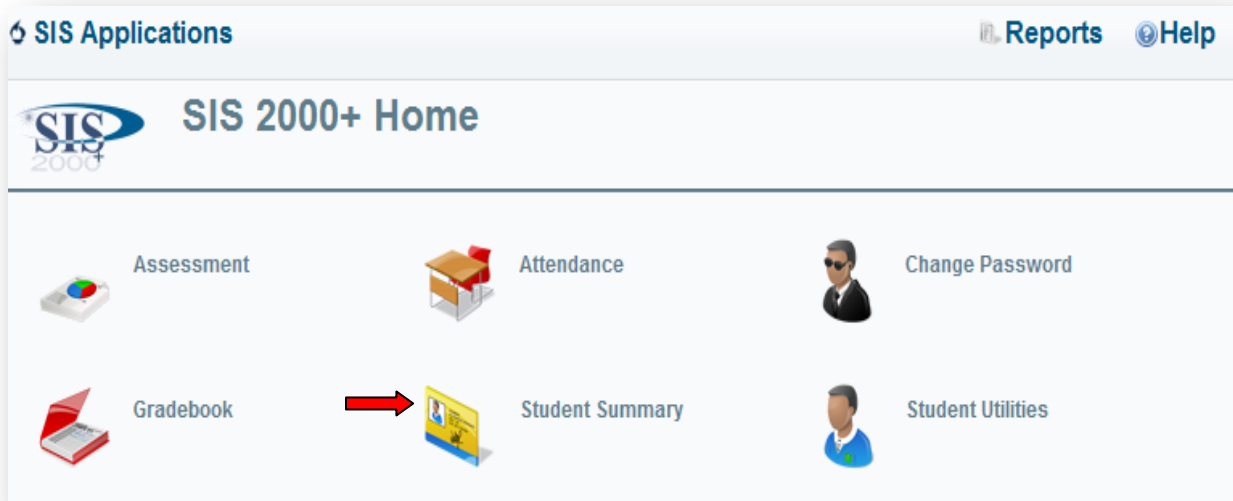 SIS Applications Reports Help
SIS 2000+ Home
SIS
2000+
Assessment Attendance Change Password
Gradebook Student Summary Student Utilities